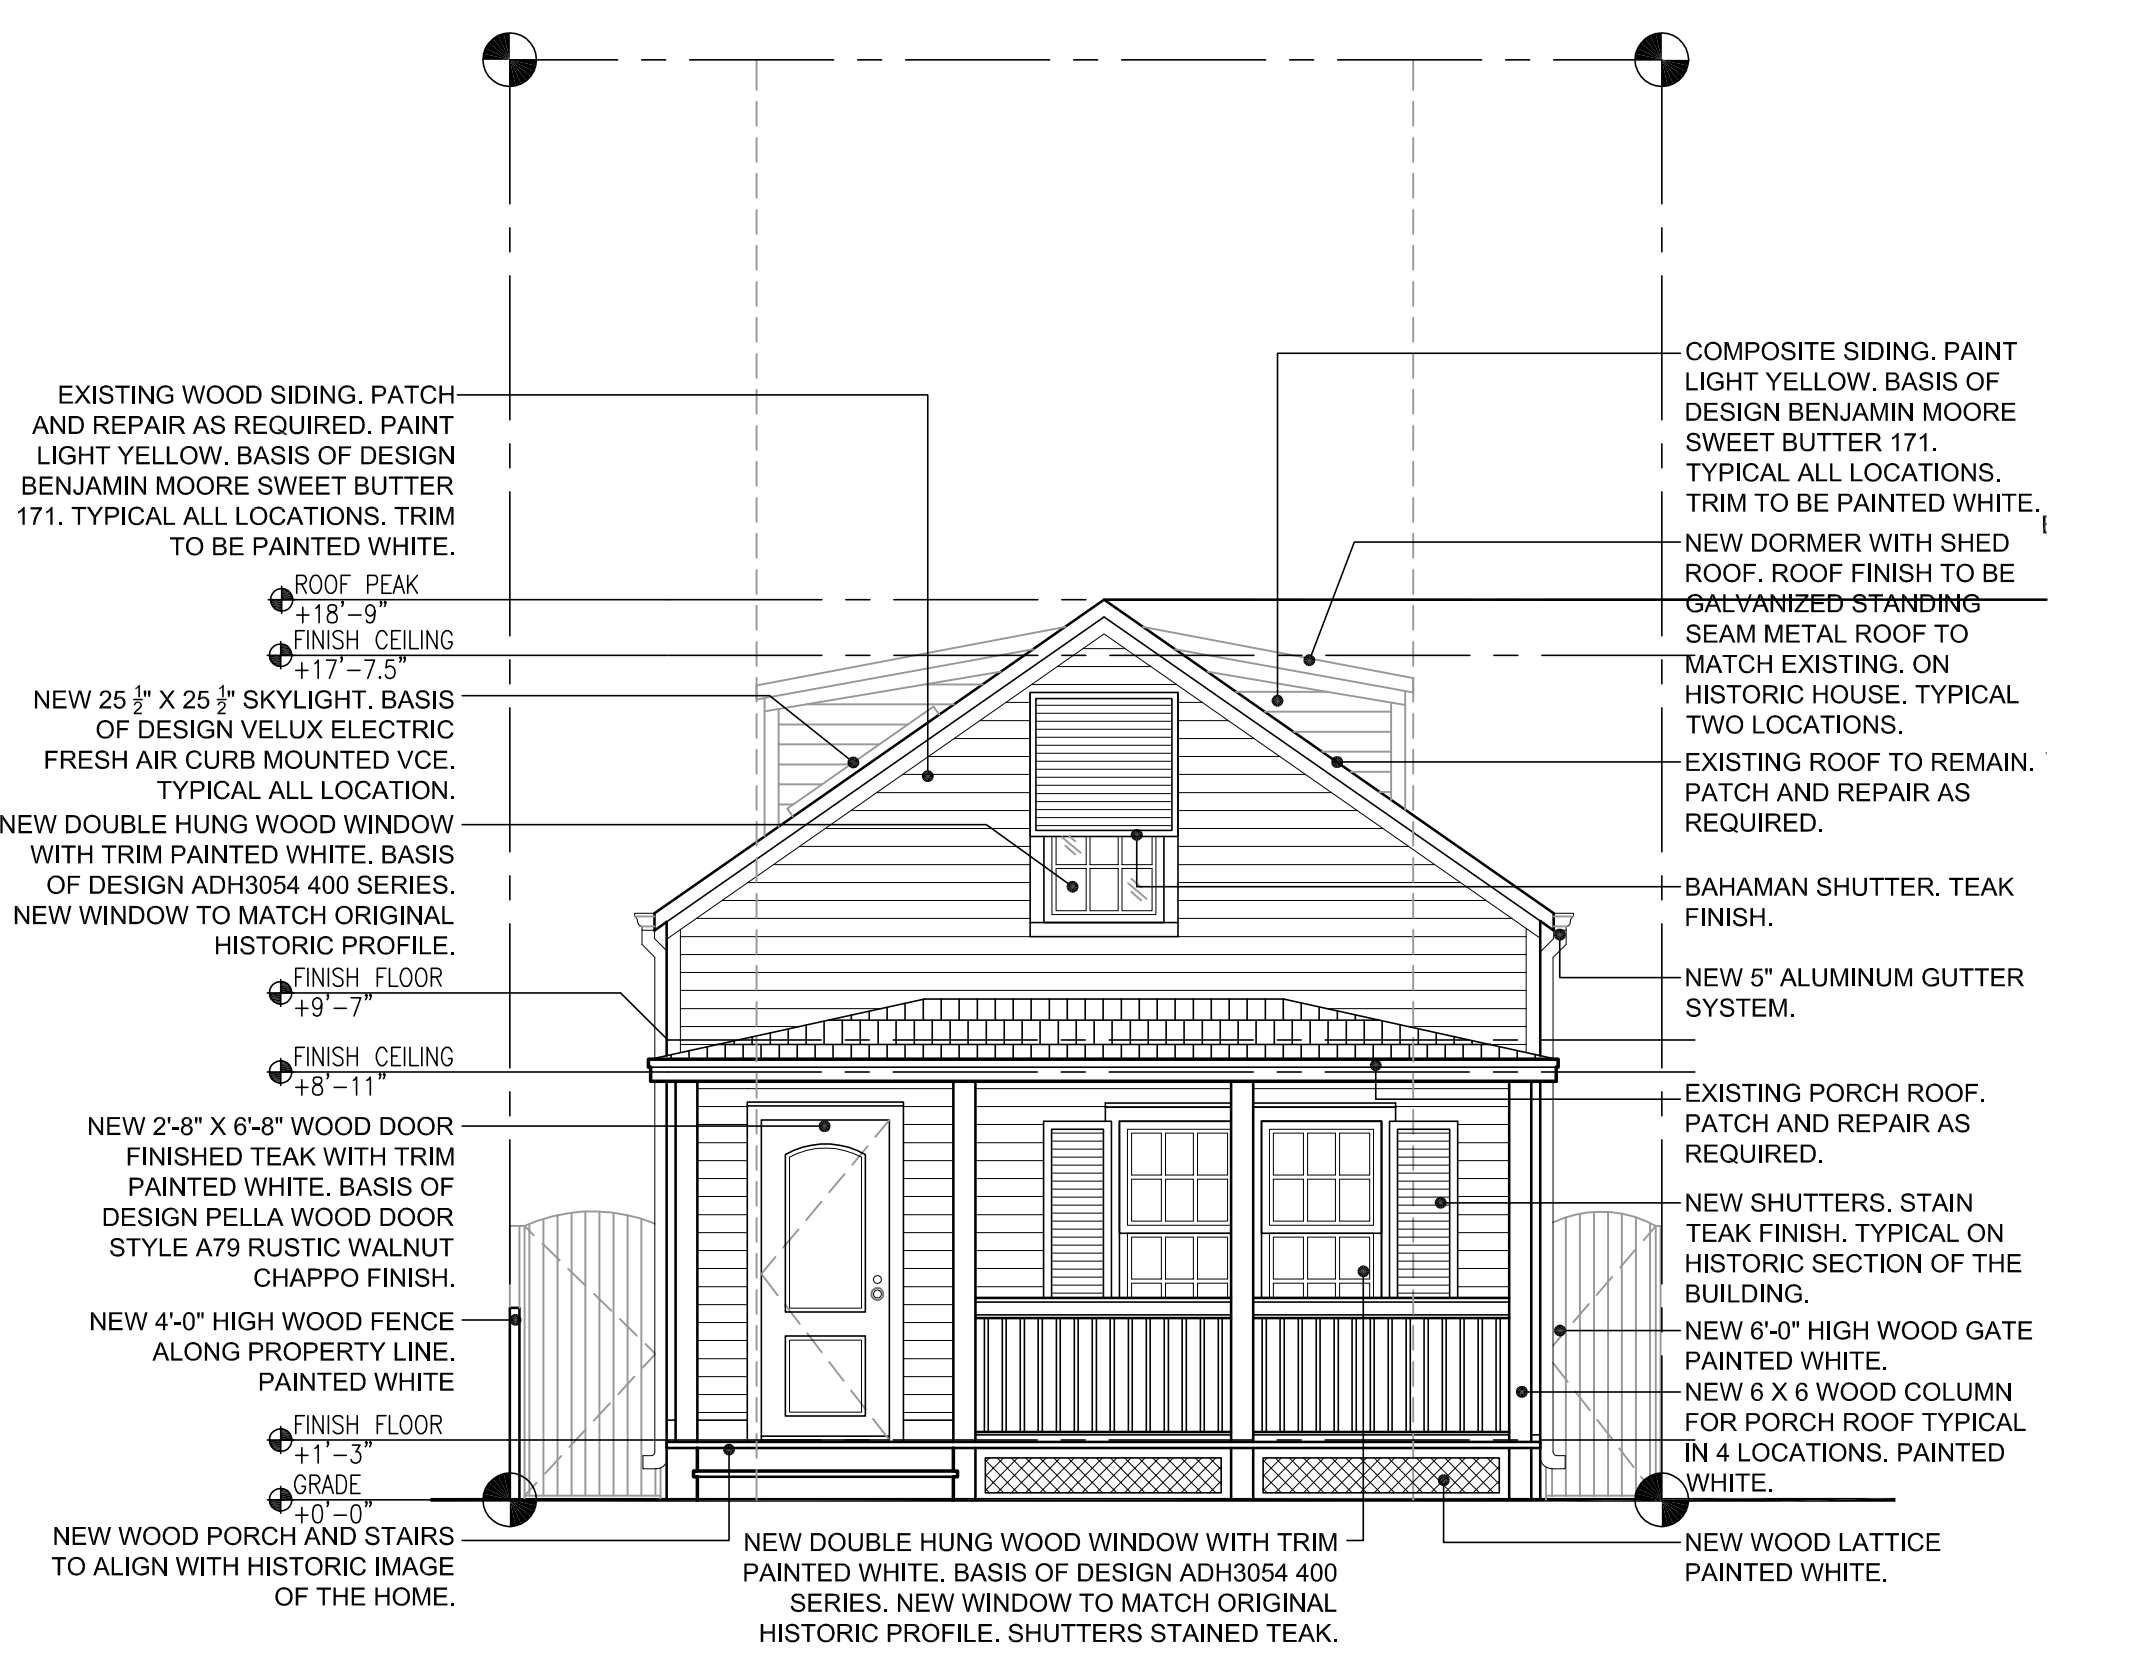 EXISTING WOOD SIDING. PATCH
AND REPAIR AS REQUIRED. PAINT
LIGHT YELLOW. BASIS OF DESIGN
BENJAMIN MOORE SWEET BUTTER
171. TYPICAL ALL LOCATIONS. TRIM
TO BE PAINTED WHITE.
ROOF PEAK
+18'-9"
FINISH CEILING
+17'-7.5"
NEW 25 1/2" X 25 1/2" SKYLIGHT. BASIS
OF DESIGN VELUX ELECTRIC
FRESH AIR CURB MOUNTED VCE.
TYPICAL ALL LOCATION.
NEW DOUBLE HUNG WOOD WINDOW
WITH TRIM PAINTED WHITE. BASIS
OF DESIGN ADH3054 400 SERIES.
NEW WINDOW TO MATCH ORIGINAL
HISTORIC PROFILE.
FINISH FLOOR
+9'-7"
FINISH CEILING
+8'-11"
NEW 2'-8" X 6'-8" WOOD DOOR
FINISHED TEAK WITH TRIM
PAINTED WHITE. BASIS OF
DESIGN PELLA WOOD DOOR
STYLE A79 RUSTIC WALNUT
CHAPPO FINISH.
NEW 4'-0" HIGH WOOD FENCE
ALONG PROPERTY LINE.
PAINTED WHITE
FINISH FLOOR
+1'-3"
GRADE
+0'-0"
NEW WOOD PORCH AND STAIRS
TO ALIGN WITH HISTORIC IMAGE
OF THE HOME.
NEW DOUBLE HUNG WOOD WINDOW WITH TRIM
PAINTED WHITE. BASIS OF DESIGN ADH3054 400
SERIES. NEW WINDOW TO MATCH ORIGINAL
HISTORIC PROFILE. SHUTTERS STAINED TEAK.
COMPOSITE SIDING. PAINT
LIGHT YELLOW. BASIS OF
DESIGN BENJAMIN MOORE
SWEET BUTTER 171.
TYPICAL ALL LOCATIONS.
TRIM TO BE PAINTED WHITE.
NEW DORMER WITH SHED
ROOF. ROOF FINISH TO BE
GALVANIZED STANDING
SEAM METAL ROOF TO
MATCH EXISTING. ON
HISTORIC HOUSE. TYPICAL
TWO LOCATIONS.
EXISTING ROOF TO REMAIN.
PATCH AND REPAIR AS
REQUIRED.
BAHAMAN SHUTTER. TEAK
FINISH.
NEW 5" ALUMINUM GUTTER
SYSTEM.
EXISTING PORCH ROOF.
PATCH AND REPAIR AS
REQUIRED.
NEW SHUTTERS. STAIN
TEAK FINISH. TYPICAL ON
HISTORIC SECTION OF THE
BUILDING.
NEW 6'-0" HIGH WOOD GATE
PAINTED WHITE.
NEW 6 X 6 WOOD COLUMN
FOR PORCH ROOF TYPICAL
IN 4 LOCATIONS. PAINTED
WHITE.
NEW WOOD LATTICE
PAINTED WHITE.